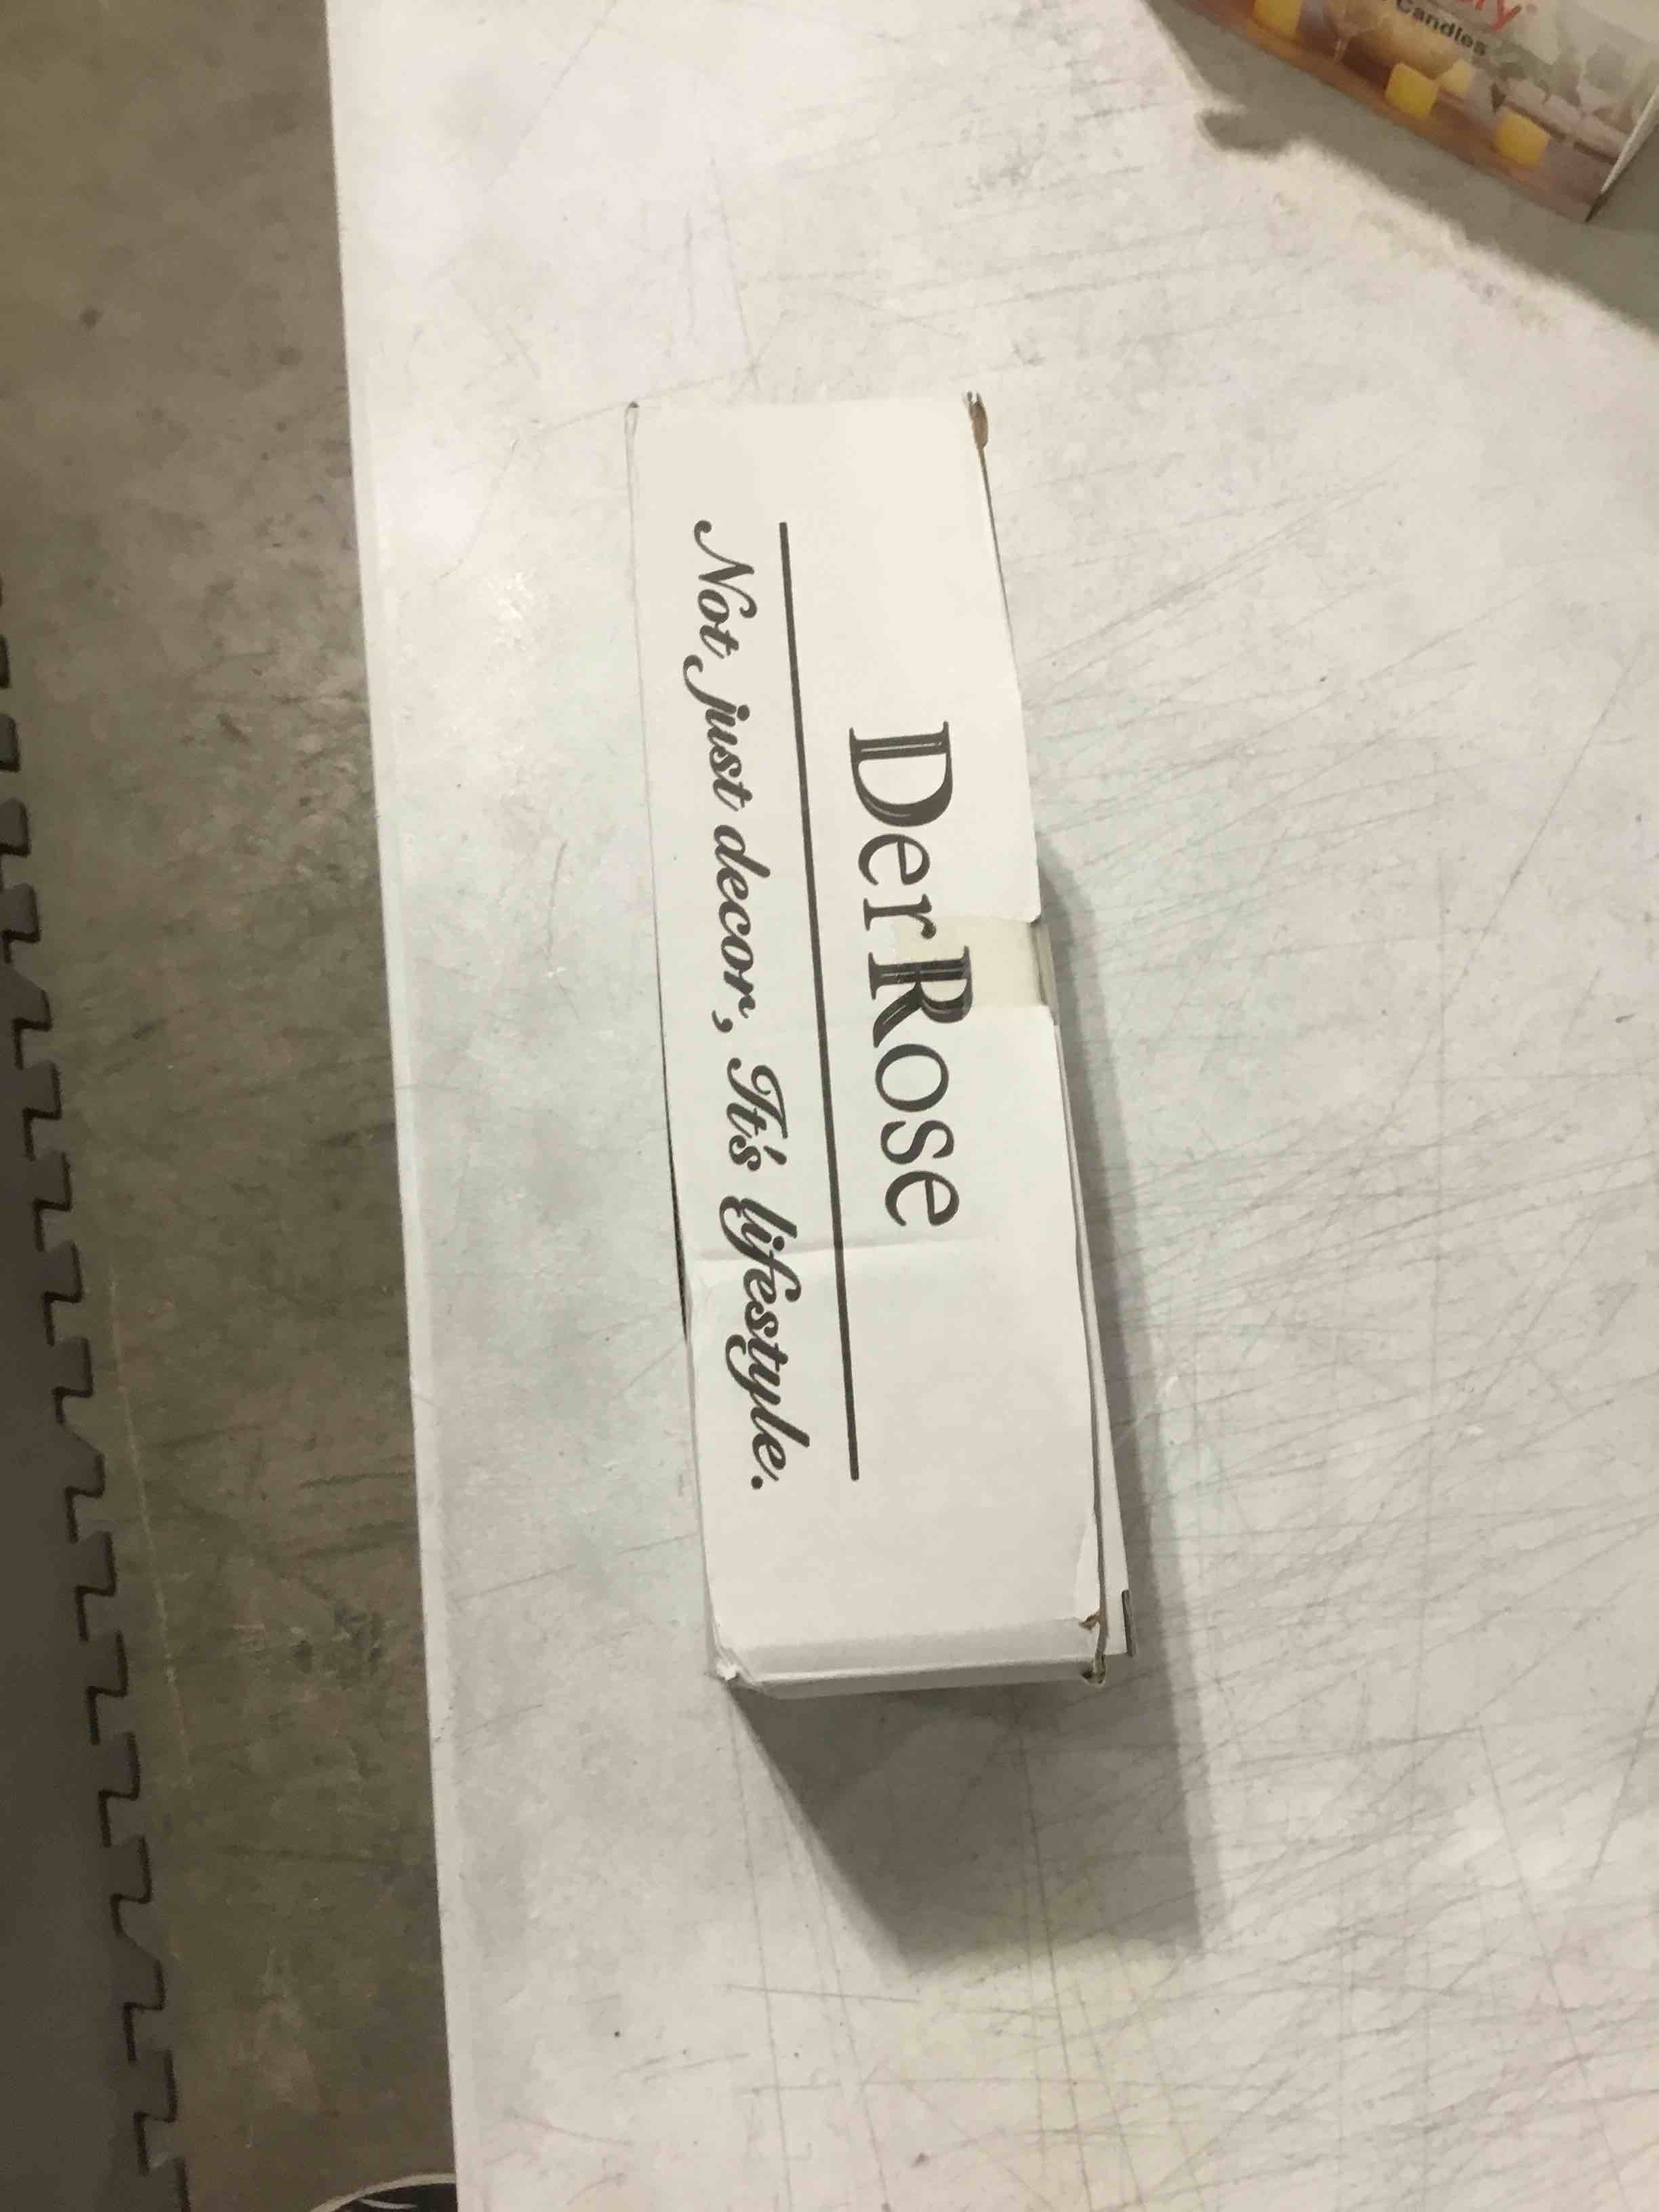 DerRose
Not just decor, It's lifestyle.
Candles